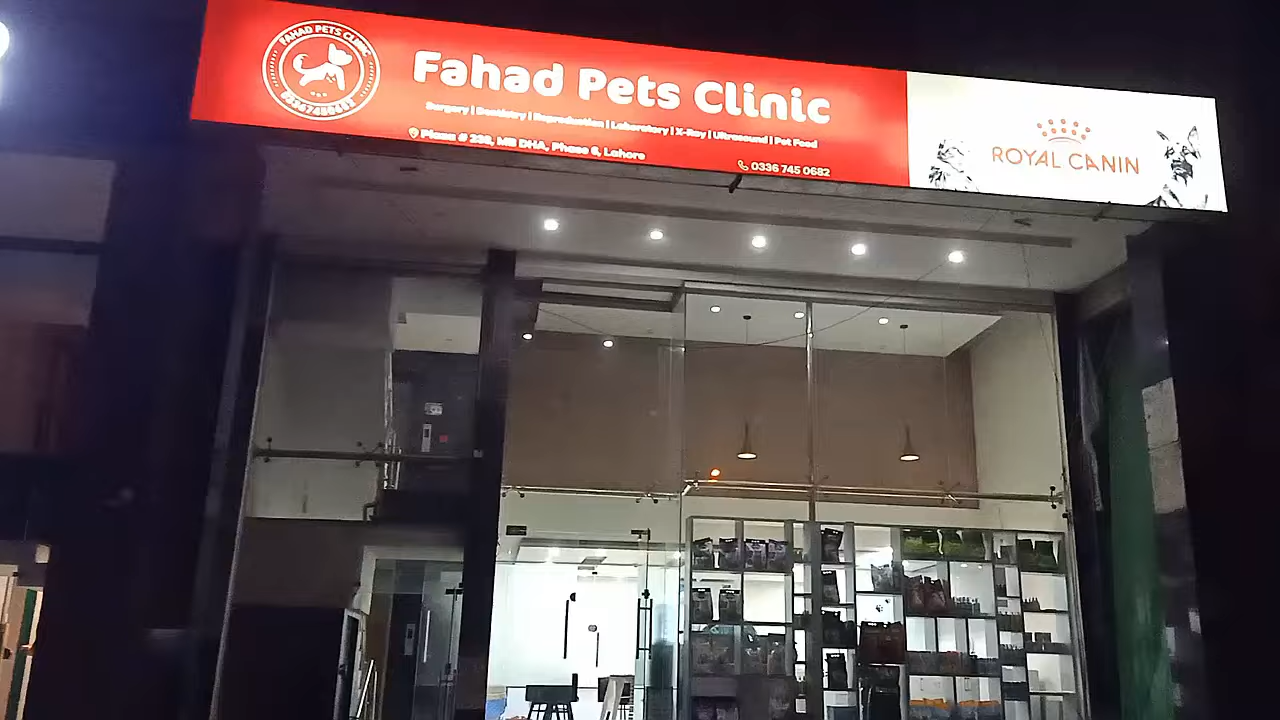 FAHAD PETS CLINIC
Fahad Pets Clinic
Surgery | Dentistry | Reproduction | Laboratory | X-Ray | Ultrasound | Pet Food
Plaza # 298, MB DHA, Phase 6, Lahore
0336 745 0682
ROYAL CANIN